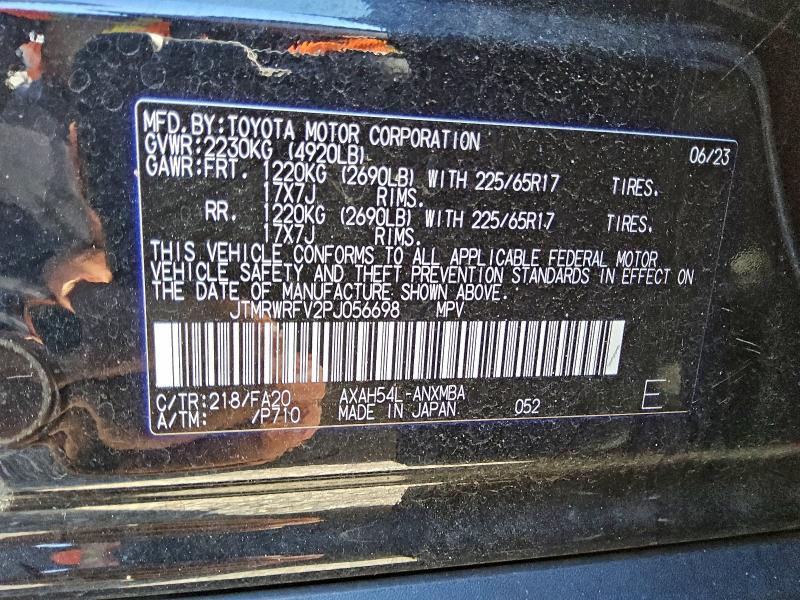 MFD. BY: TOYOTA MOTOR CORPORATION 06/23
GVWR: 2230KG (4920LB)
GAWR: FRT. 1220KG (2690LB) WITH 225/65R17 TIRES.
17X7J RIMS.
RR. 1220KG (2690LB) WITH 225/65R17 TIRES.
17X7J RIMS.
THIS VEHICLE CONFORMS TO ALL APPLICABLE FEDERAL MOTOR
VEHICLE SAFETY AND THEFT PREVENTION STANDARDS IN EFFECT ON
THE DATE OF MANUFACTURE SHOWN ABOVE.
JTMRWRFV2PJ056698 MPV
C/TR: 218/FA20 AXAH54L-ANXMBA
A/TM: /P710 MADE IN JAPAN 052 E